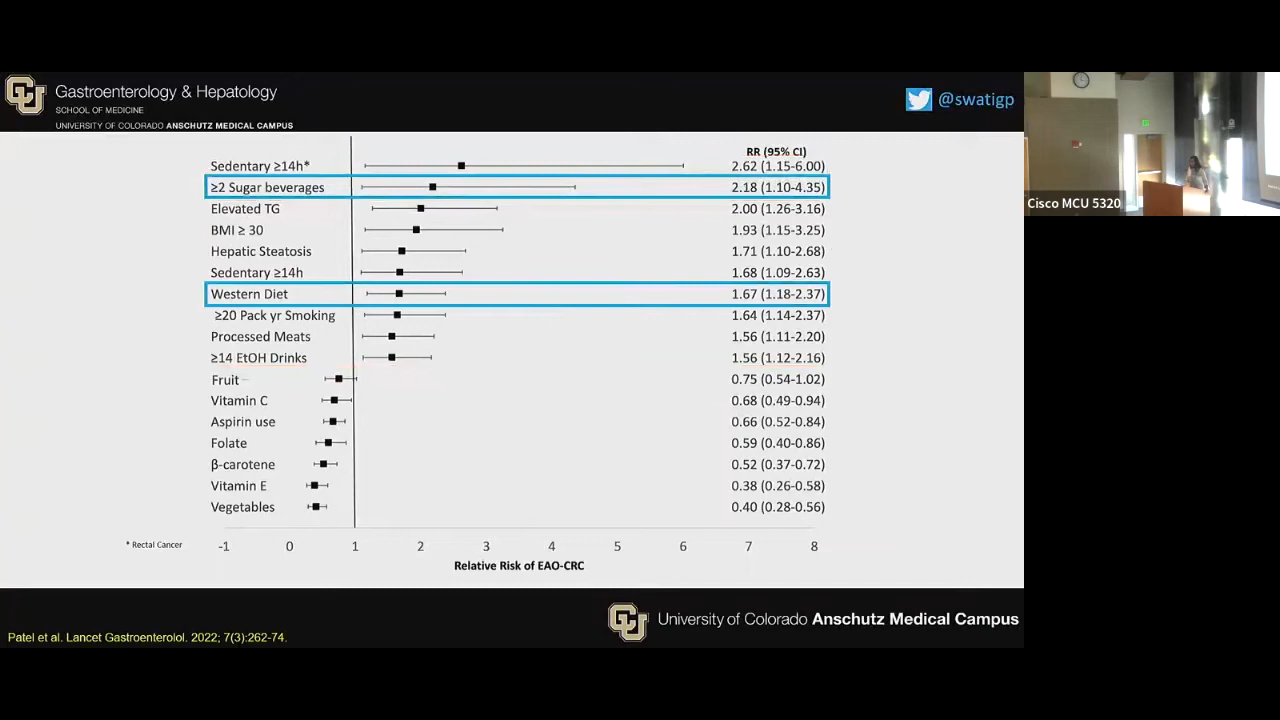 Gastroenterology & Hepatology
SCHOOL OF MEDICINE
UNIVERSITY OF COLORADO ANSCHUTZ MEDICAL CAMPUS
@swatigp
RR (95% CI)
Sedentary ≥14h* 2.62 (1.15-6.00)
≥2 Sugar beverages 2.18 (1.10-4.35)
Elevated TG 2.00 (1.26-3.16)
BMI ≥ 30 1.93 (1.15-3.25)
Hepatic Steatosis 1.71 (1.10-2.68)
Sedentary ≥14h 1.68 (1.09-2.63)
Western Diet 1.67 (1.18-2.37)
≥20 Pack yr Smoking 1.64 (1.14-2.37)
Processed Meats 1.56 (1.11-2.20)
≥14 EtOH Drinks 1.56 (1.12-2.16)
Fruit 0.75 (0.54-1.02)
Vitamin C 0.68 (0.49-0.94)
Aspirin use 0.66 (0.52-0.84)
Folate 0.59 (0.40-0.86)
β-carotene 0.52 (0.37-0.72)
Vitamin E 0.38 (0.26-0.58)
Vegetables 0.40 (0.28-0.56)
* Rectal Cancer
-1 0 1 2 3 4 5 6 7 8
Relative Risk of EAO-CRC
University of Colorado Anschutz Medical Campus
Patel et al. Lancet Gastroenterolol. 2022; 7(3):262-74.
Cisco MCU 5320